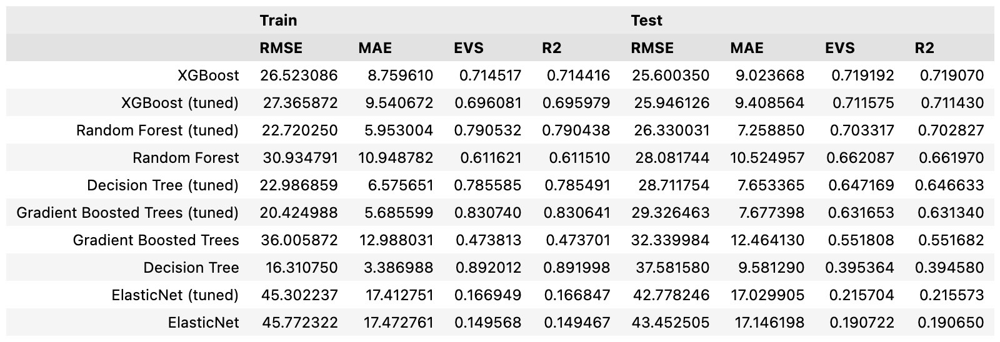 Train Test
RMSE MAE EVS R2 RMSE MAE EVS R2
XGBoost 26.523086 8.759610 0.714517 0.714416 25.600350 9.023668 0.719192 0.719070
XGBoost (tuned) 27.365872 9.540672 0.696081 0.695979 25.946126 9.408564 0.711575 0.711430
Random Forest (tuned) 22.720250 5.953004 0.790532 0.790438 26.330031 7.258850 0.703317 0.702827
Random Forest 30.934791 10.948782 0.611621 0.611510 28.081744 10.524957 0.662087 0.661970
Decision Tree (tuned) 22.986859 6.575651 0.785585 0.785491 28.711754 7.653365 0.647169 0.646633
Gradient Boosted Trees (tuned) 20.424988 5.685599 0.830740 0.830641 29.326463 7.677398 0.631653 0.631340
Gradient Boosted Trees 36.005872 12.988031 0.473813 0.473701 32.339984 12.464130 0.551808 0.551682
Decision Tree 16.310750 3.386988 0.892012 0.891998 37.581580 9.581290 0.395364 0.394580
ElasticNet (tuned) 45.302237 17.412751 0.166949 0.166847 42.778246 17.029905 0.215704 0.215573
ElasticNet 45.772322 17.472761 0.149568 0.149467 43.452505 17.146198 0.190722 0.190650